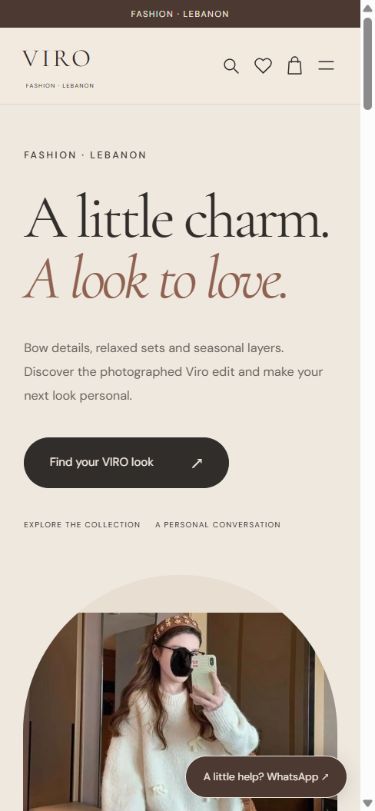 FASHION · LEBANON
VIRO
FASHION · LEBANON
FASHION · LEBANON
A little charm.
A look to love.
Bow details, relaxed sets and seasonal layers.
Discover the photographed Viro edit and make your
next look personal.
Find your VIRO look ↗
EXPLORE THE COLLECTION A PERSONAL CONVERSATION
A little help? WhatsApp ↗